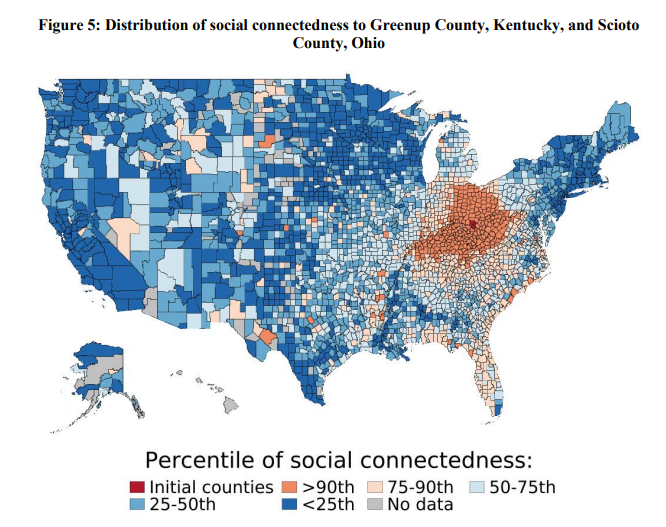 Figure 5: Distribution of social connectedness to Greenup County, Kentucky, and Scioto
County, Ohio
Percentile of social connectedness:
Initial counties >90th 75-90th 50-75th
25-50th <25th No data